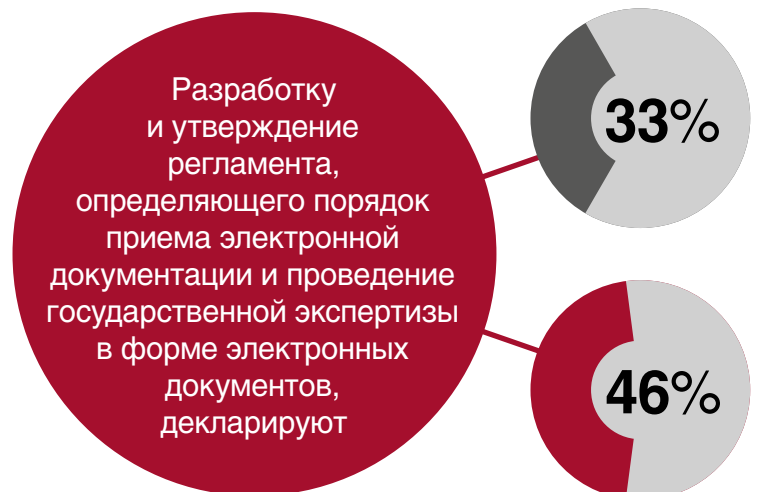 Разработку
и утверждение
регламента,
определяющего порядок
приема электронной
документации и проведение
государственной экспертизы
в форме электронных
документов,
декларируют
33%
46%